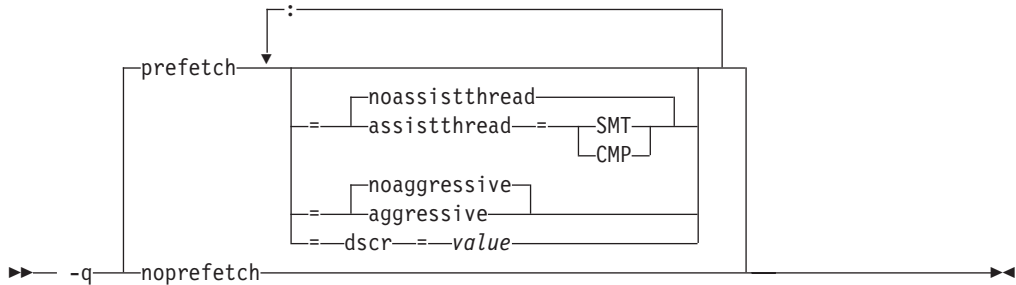 :
prefetch
noassistthread
= assistthread = SMT
CMP
noaggressive
= aggressive
= dscr = value
-q noprefetch